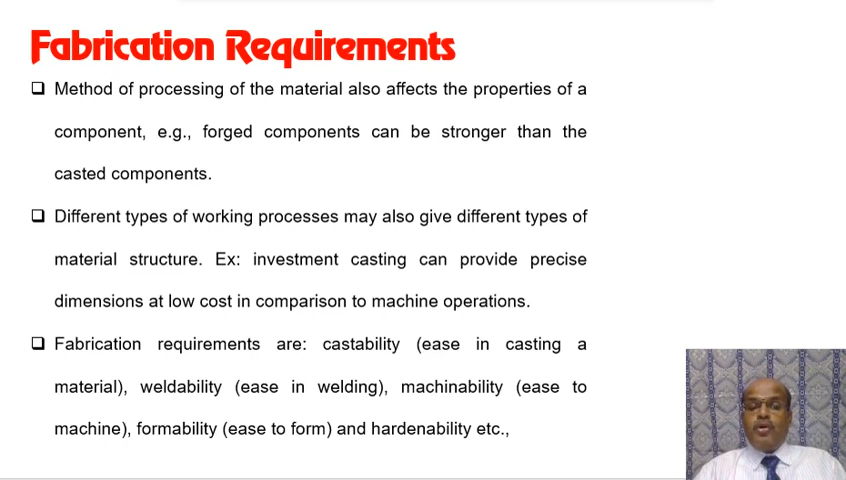 Fabrication Requirements
Method of processing of the material also affects the properties of a
component, e.g., forged components can be stronger than the
casted components.
Different types of working processes may also give different types of
material structure. Ex: investment casting can provide precise
dimensions at low cost in comparison to machine operations.
Fabrication requirements are: castability (ease in casting a
material), weldability (ease in welding), machinability (ease to
machine), formability (ease to form) and hardenability etc.,